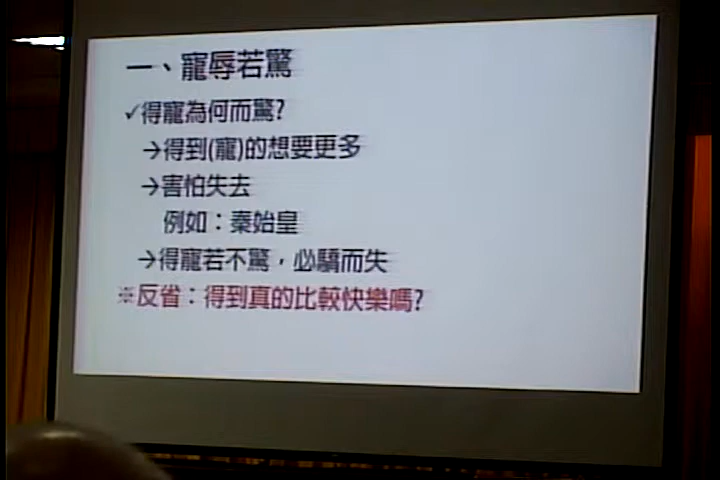 一、寵辱若驚
✓得寵為何而驚?
→得到(寵)的想要更多
→害怕失去
例如：秦始皇
→得寵若不驚，必驕而失
※反省：得到真的比較快樂嗎?